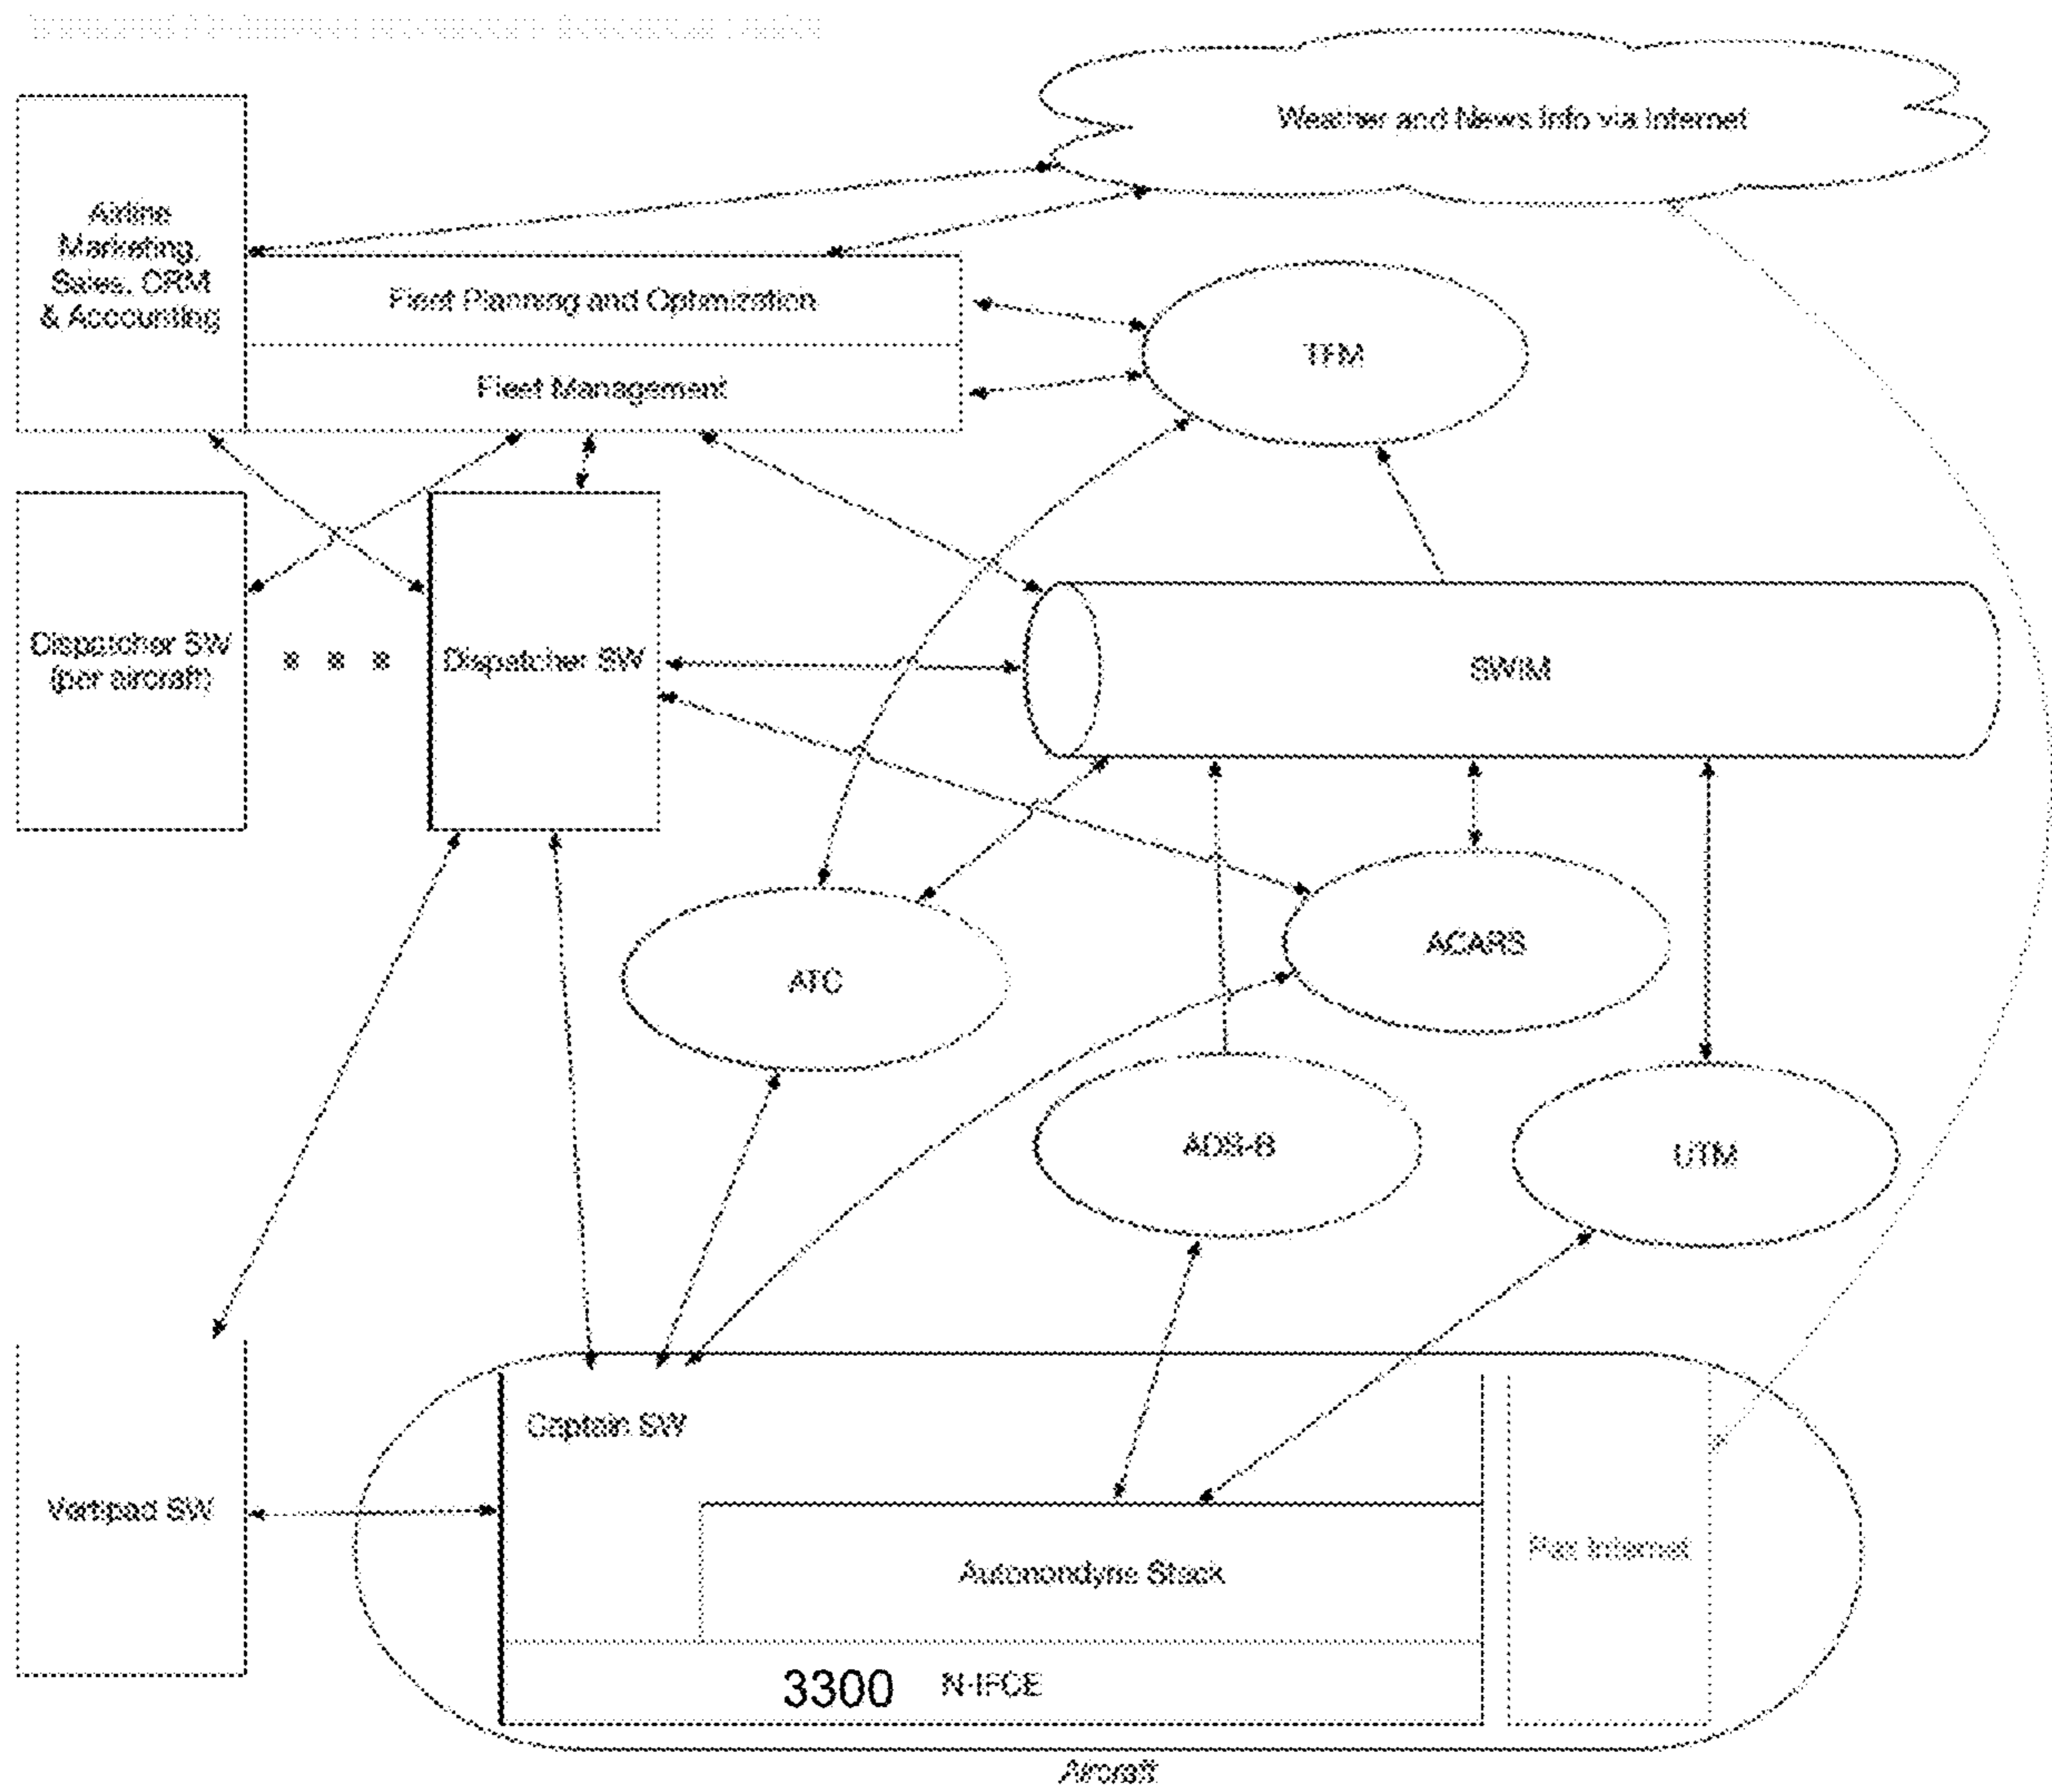 Weather and News Info via Internet
Airline
Marketing,
Sales, CRM
& Accounting
Fleet Planning and Optimization
Fleet Management
TFM
Dispatcher SW
(per aircraft)
Dispatcher SW
SWIM
ATC
ACARS
ADS-B
UTM
Captain SW
Vertipad SW
Autonondyne Stack
Pax Internet
3300 N-IFCE
Aircraft